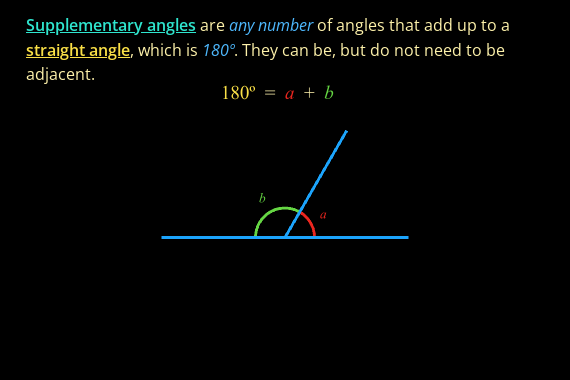 Supplementary angles are any number of angles that add up to a
straight angle, which is 180º. They can be, but do not need to be
adjacent.
180º = a + b
b
a